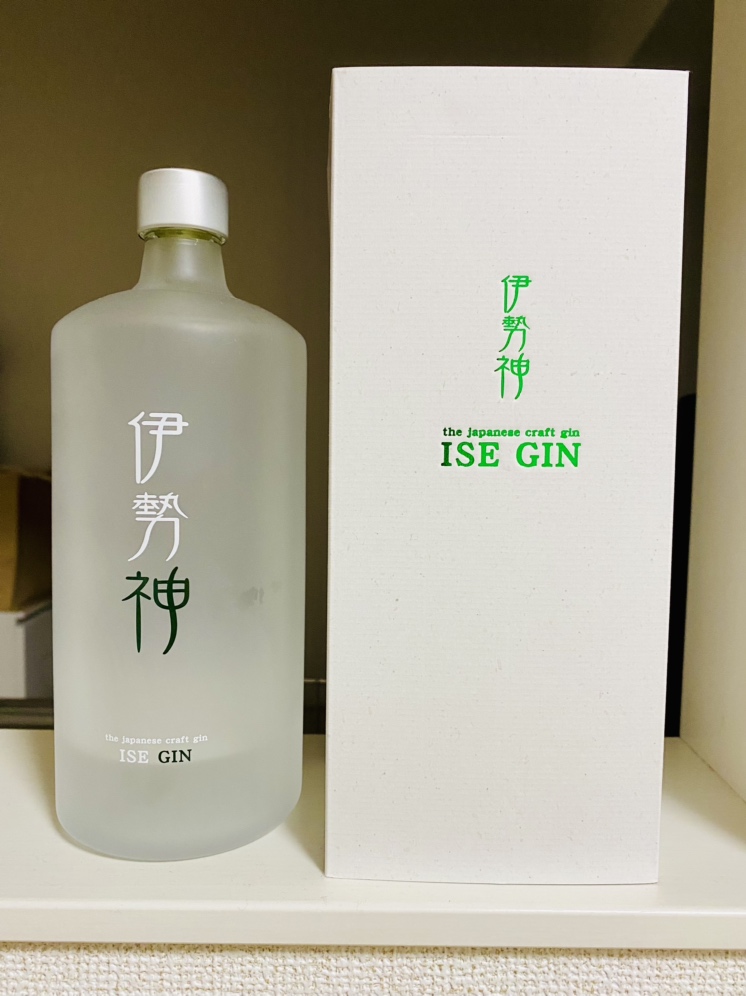 伊勢神
the japanese craft gin
ISE GIN
伊勢神
the japanese craft gin
ISE GIN